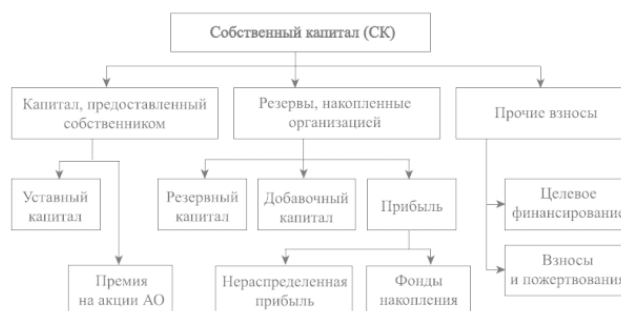 Собственный капитал (СК)
Капитал, предоставленный
собственником
Резервы, накопленные
организацией
Прочие взносы
Уставный
капитал
Резервный
капитал
Добавочный
капитал
Прибыль
Целевое
финансирование
Премия
на акции АО
Нераспределенная
прибыль
Фонды
накопления
Взносы
и пожертвования